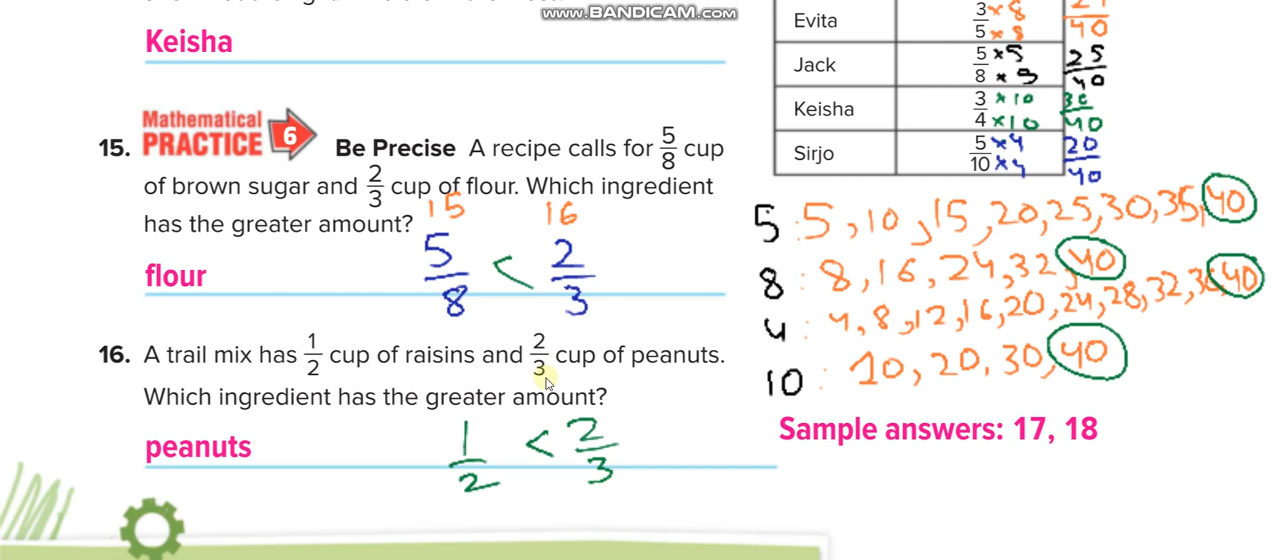 www.BANDICAM.com
Keisha
Evita 3/5 ×8 ×8 /40
Jack 5/8 ×5 ×5 25/40
Keisha 3/4 ×10 ×10 30/40
Sirjo 5/10 ×4 ×4 20/40
Mathematical
PRACTICE 6
15. Be Precise A recipe calls for 5/8 cup
of brown sugar and 2/3 cup of flour. Which ingredient
has the greater amount?
15 16
5/8 < 2/3
flour
16. A trail mix has 1/2 cup of raisins and 2/3 cup of peanuts.
Which ingredient has the greater amount?
peanuts
1/2 < 2/3
5 : 5, 10, 15, 20, 25, 30, 35, 40
8 : 8, 16, 24, 32, 40
4 : 4, 8, 12, 16, 20, 24, 28, 32, 36, 40
10 : 10, 20, 30, 40
Sample answers: 17, 18